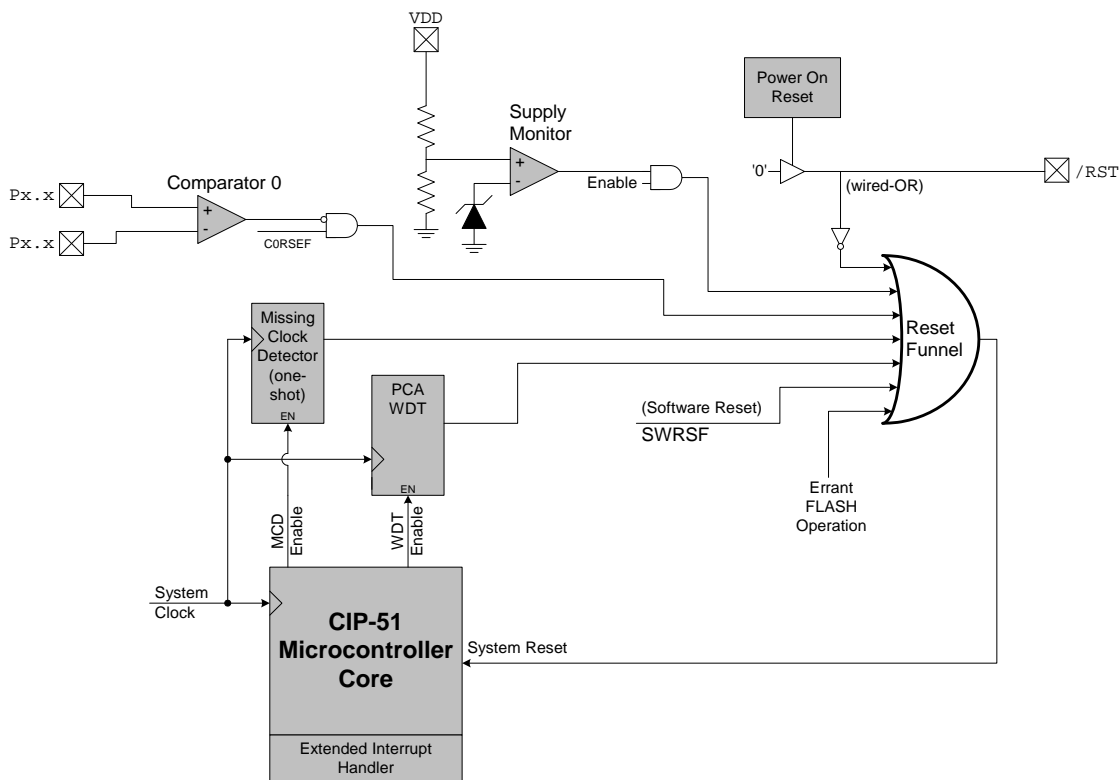 VDD
Power On
Reset
Supply
Monitor
+
-
Enable
'0'
(wired-OR)
/RST
Px.x
Px.x
Comparator 0
+
-
C0RSEF
Missing
Clock
Detector
(one-
shot)
EN
PCA
WDT
EN
Reset
Funnel
(Software Reset)
SWRSF
Errant
FLASH
Operation
MCD
Enable
WDT
Enable
System
Clock
CIP-51
Microcontroller
Core
System Reset
Extended Interrupt
Handler